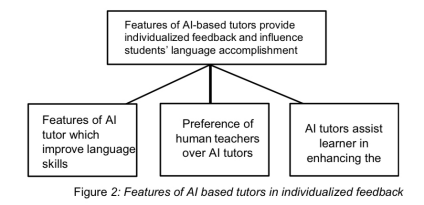 Features of AI-based tutors provide
individualized feedback and influence
students' language accomplishment
Features of AI
tutor which
improve language
skills
Preference of
human teachers
over AI tutors
AI tutors assist
learner in
enhancing the
Figure 2: Features of AI based tutors in individualized feedback